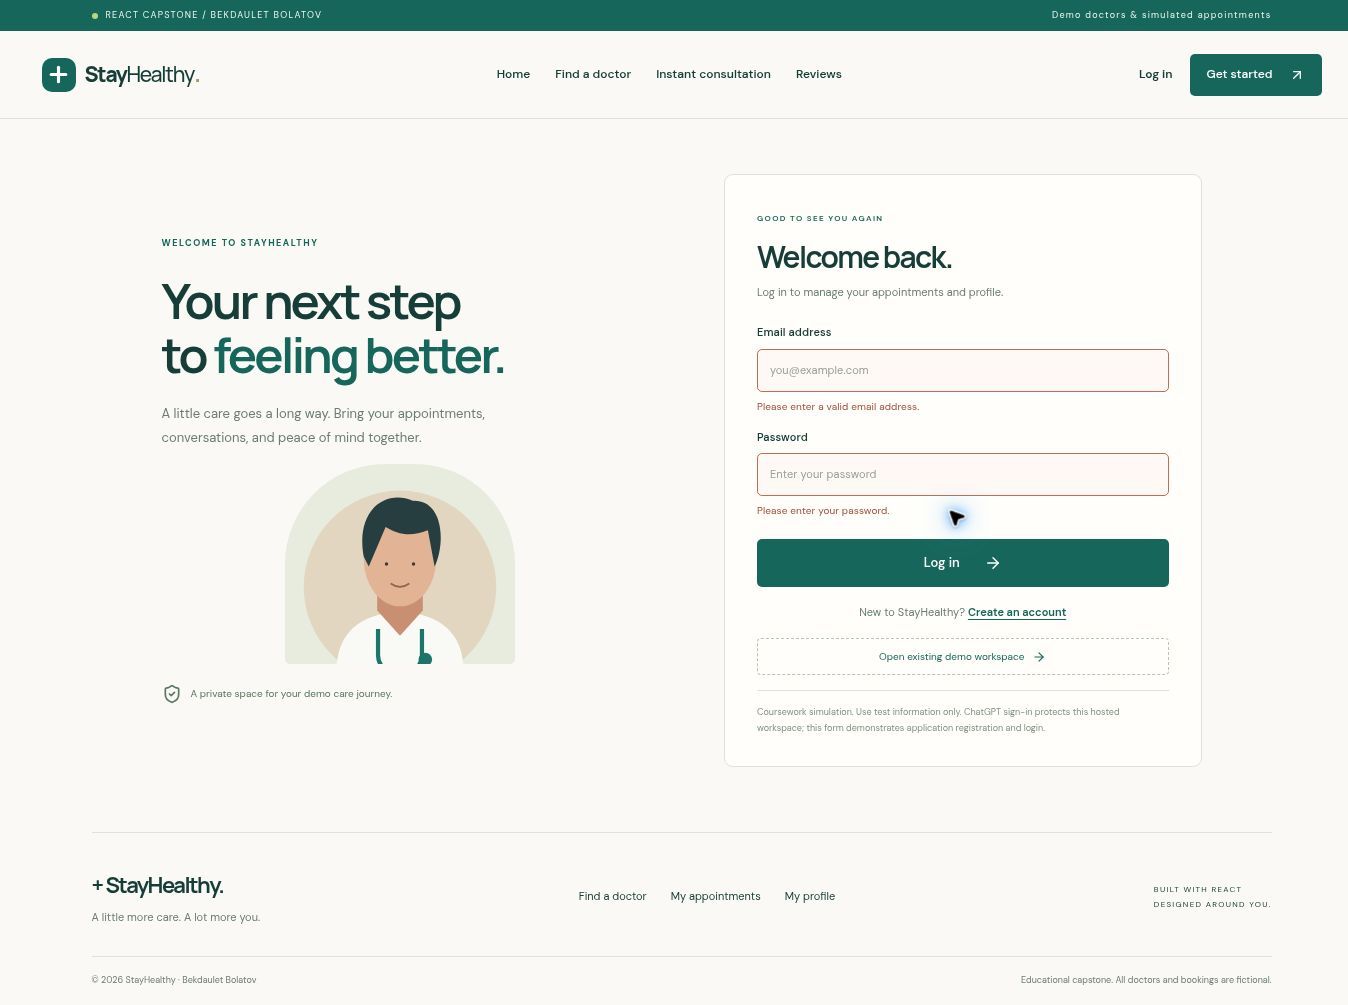 REACT CAPSTONE / BEKDAULET BOLATOV
Demo doctors & simulated appointments
StayHealthy.
Home
Find a doctor
Instant consultation
Reviews
Log in
Get started
WELCOME TO STAYHEALTHY
Your next step
to feeling better.
A little care goes a long way. Bring your appointments,
conversations, and peace of mind together.
A private space for your demo care journey.
GOOD TO SEE YOU AGAIN
Welcome back.
Log in to manage your appointments and profile.
Email address
you@example.com
Please enter a valid email address.
Password
Enter your password
Please enter your password.
Log in
New to StayHealthy? Create an account
Open existing demo workspace
Coursework simulation. Use test information only. ChatGPT sign-in protects this hosted
workspace; this form demonstrates application registration and login.
+ StayHealthy.
A little more care. A lot more you.
Find a doctor
My appointments
My profile
BUILT WITH REACT
DESIGNED AROUND YOU.
© 2026 StayHealthy · Bekdaulet Bolatov
Educational capstone. All doctors and bookings are fictional.